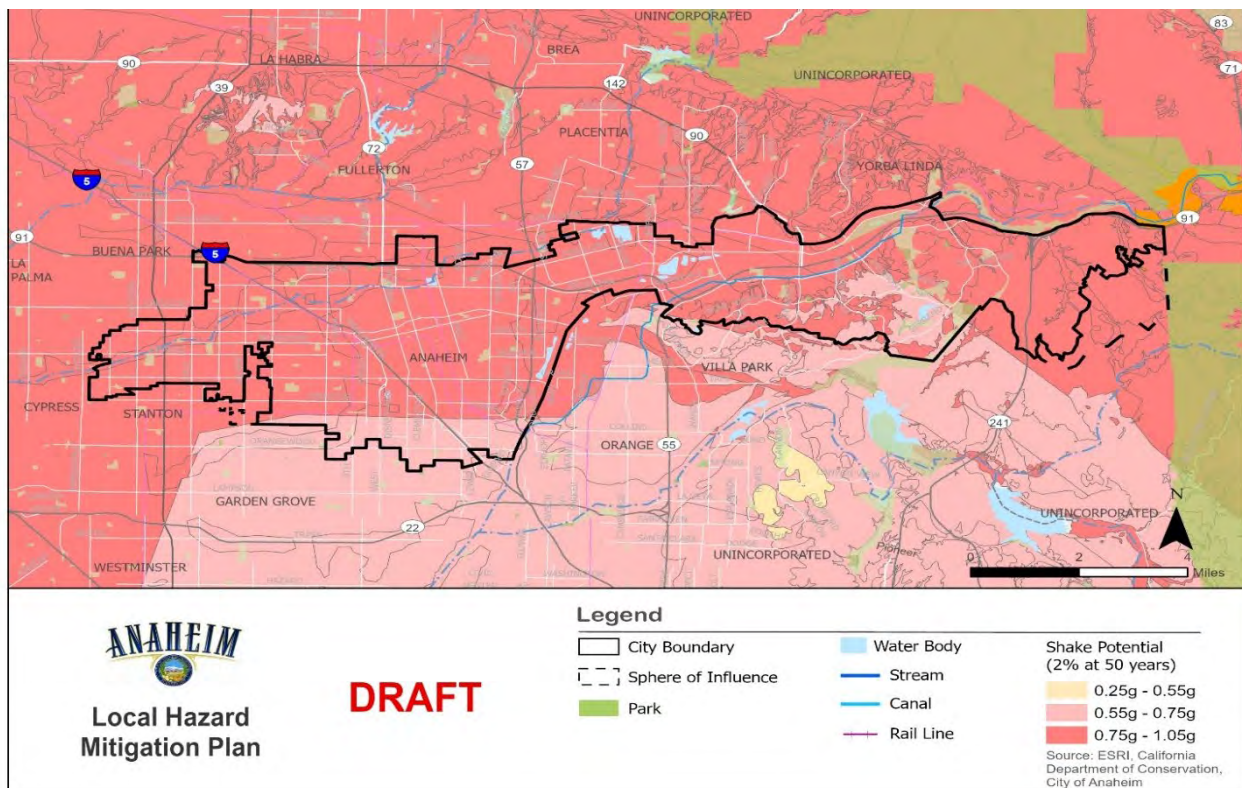 UNINCORPORATED
83
BREA
71
90
LA HABRA
UNINCORPORATED
39
142
PLACENTIA
90
57
72
YORBA LINDA
FULLERTON
5
91
91
BUENA PARK
5
LA
PALMA
ANAHEIM
VILLA PARK
CYPRESS
STANTON
241
ORANGEWOOD
ORANGE
55
GARDEN GROVE
N
UNINCORPORATED
22
UNINCORPORATED
Pioneer
WESTMINSTER
0 2 4
Miles
ANAHEIM
Local Hazard
Mitigation Plan
DRAFT
Legend
City Boundary
Sphere of Influence
Park
Water Body
Stream
Canal
Rail Line
Shake Potential
(2% at 50 years)
0.25g - 0.55g
0.55g - 0.75g
0.75g - 1.05g
Source: ESRI, California
Department of Conservation,
City of Anaheim